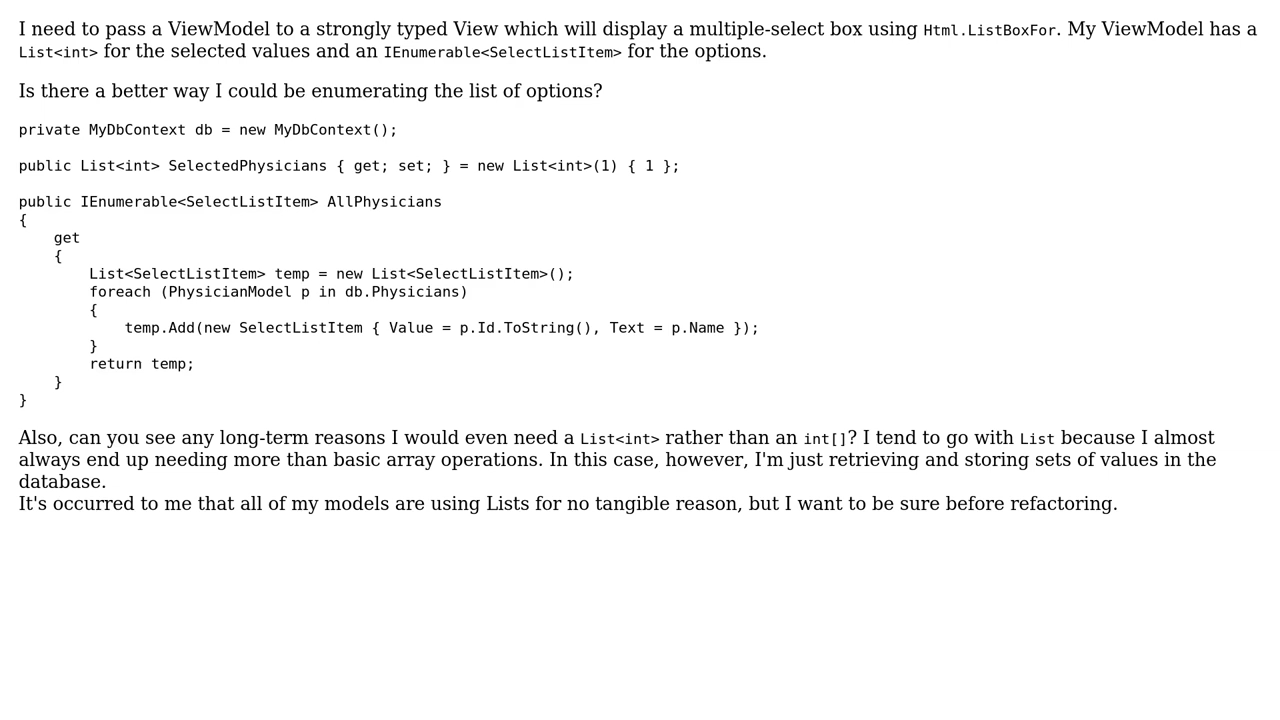 I need to pass a ViewModel to a strongly typed View which will display a multiple-select box using Html.ListBoxFor. My ViewModel has a
List<int> for the selected values and an IEnumerable<SelectListItem> for the options.
Is there a better way I could be enumerating the list of options?
private MyDbContext db = new MyDbContext();
public List<int> SelectedPhysicians { get; set; } = new List<int>(1) { 1 };
public IEnumerable<SelectListItem> AllPhysicians
{
    get
    {
        List<SelectListItem> temp = new List<SelectListItem>();
        foreach (PhysicianModel p in db.Physicians)
        {
            temp.Add(new SelectListItem { Value = p.Id.ToString(), Text = p.Name });
        }
        return temp;
    }
}
Also, can you see any long-term reasons I would even need a List<int> rather than an int[]? I tend to go with List because I almost
always end up needing more than basic array operations. In this case, however, I'm just retrieving and storing sets of values in the
database.
It's occurred to me that all of my models are using Lists for no tangible reason, but I want to be sure before refactoring.